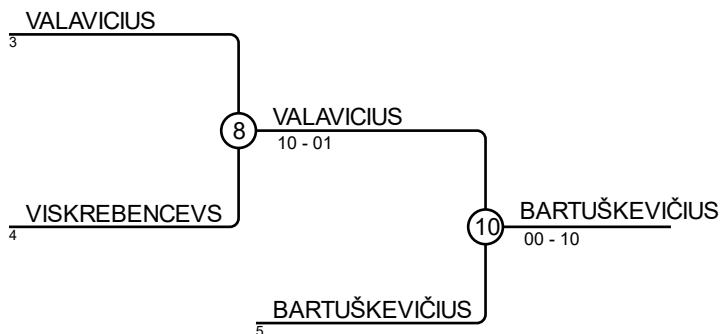 VALAVICIUS
3
8
VALAVICIUS
10 - 01
VISKREBENCEVS
4
10
BARTUŠKEVIČIUS
00 - 10
BARTUŠKEVIČIUS
5